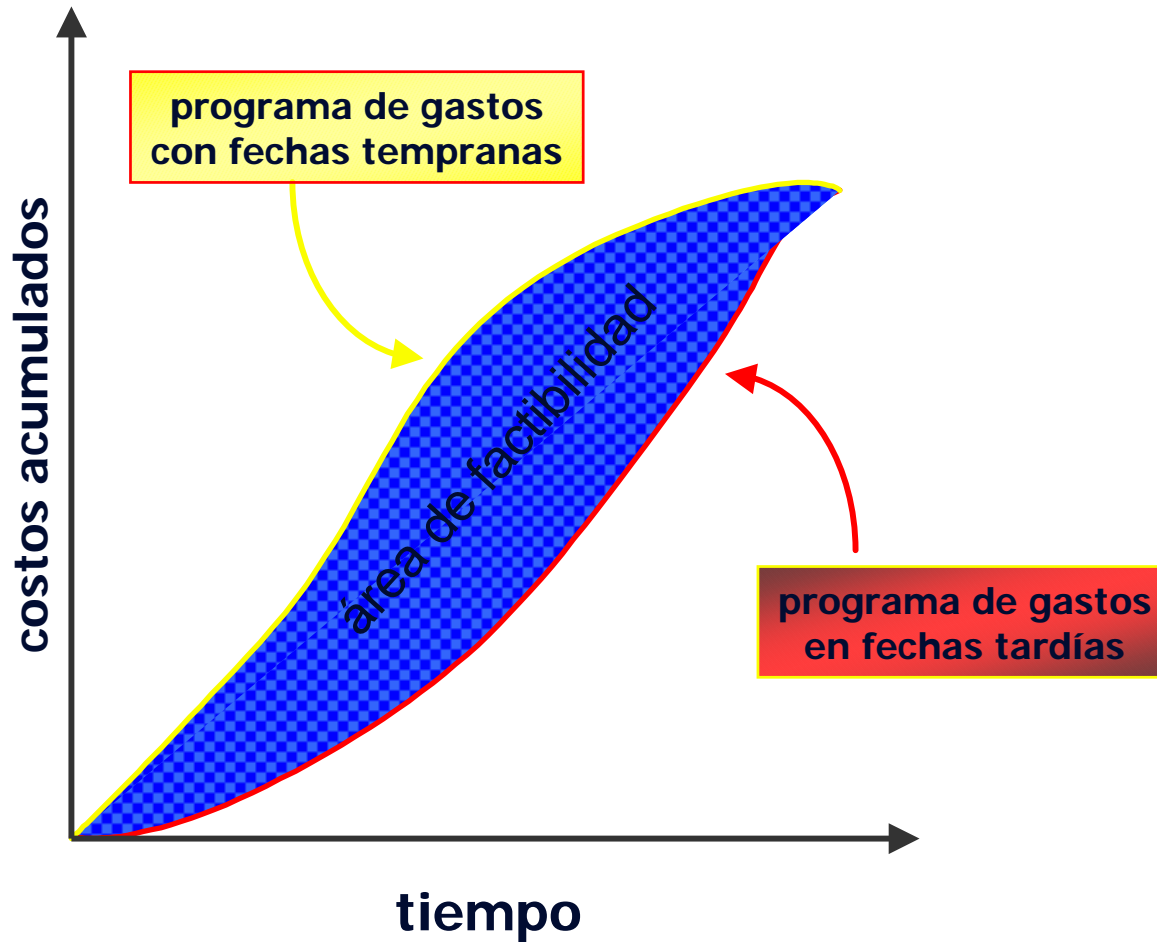 programa de gastos
con fechas tempranas
costos acumulados
área de factibilidad
programa de gastos
en fechas tardías
tiempo